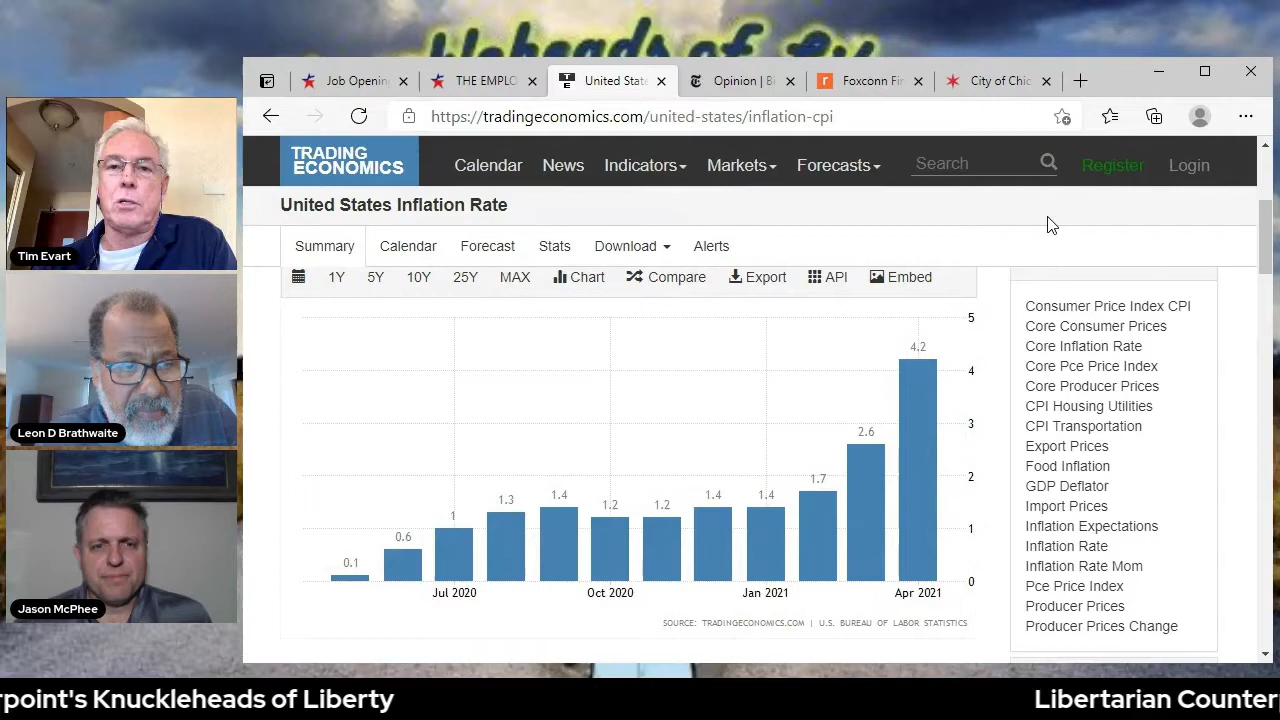 Knuckleheads of Liberty
Job Openin
THE EMPLO
United State
Opinion | Bi
Foxconn Fir
City of Chic
https://tradingeconomics.com/united-states/inflation-cpi
TRADING
ECONOMICS
Calendar
News
Indicators
Markets
Forecasts
Search
Register
Login
United States Inflation Rate
Summary
Calendar
Forecast
Stats
Download
Alerts
1Y
5Y
10Y
25Y
MAX
Chart
Compare
Export
API
Embed
5
4
3
2
1
0
0.1
0.6
1
1.3
1.4
1.2
1.2
1.4
1.4
1.7
2.6
4.2
Jul 2020
Oct 2020
Jan 2021
Apr 2021
SOURCE: TRADINGECONOMICS.COM | U.S. BUREAU OF LABOR STATISTICS
Consumer Price Index CPI
Core Consumer Prices
Core Inflation Rate
Core Pce Price Index
Core Producer Prices
CPI Housing Utilities
CPI Transportation
Export Prices
Food Inflation
GDP Deflator
Import Prices
Inflation Expectations
Inflation Rate
Inflation Rate Mom
Pce Price Index
Producer Prices
Producer Prices Change
Tim Evart
Leon D Brathwaite
Jason McPhee
rpoint's Knuckleheads of Liberty
Libertarian Counter